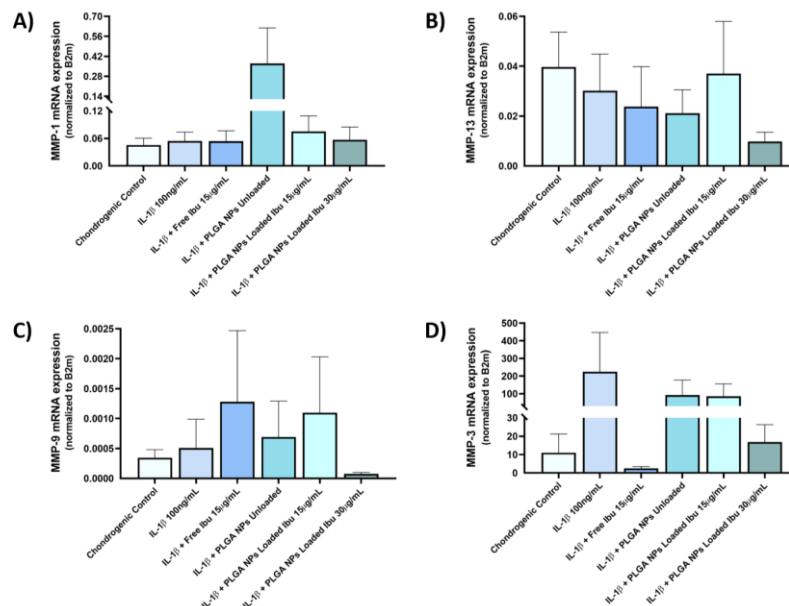 A)
MMP-1 mRNA expression
(normalized to B2m)
0.70
0.56
0.42
0.28
0.14
0.12
0.06
0.00
Chondrogenic Control
IL-1β 100ng/mL
IL-1β + Free Ibu 15µg/mL
IL-1β + PLGA NPs Unloaded
IL-1β + PLGA NPs Loaded Ibu 15µg/mL
IL-1β + PLGA NPs Loaded Ibu 30µg/mL
B)
MMP-13 mRNA expression
(normalized to B2m)
0.06
0.04
0.02
0.00
Chondrogenic Control
IL-1β 100ng/mL
IL-1β + Free Ibu 15µg/mL
IL-1β + PLGA NPs Unloaded
IL-1β + PLGA NPs Loaded Ibu 15µg/mL
IL-1β + PLGA NPs Loaded Ibu 30µg/mL
C)
MMP-9 mRNA expression
(normalized to B2m)
0.0025
0.0020
0.0015
0.0010
0.0005
0.0000
Chondrogenic Control
IL-1β 100ng/mL
IL-1β + Free Ibu 15µg/mL
IL-1β + PLGA NPs Unloaded
IL-1β + PLGA NPs Loaded Ibu 15µg/mL
IL-1β + PLGA NPs Loaded Ibu 30µg/mL
D)
MMP-3 mRNA expression
(normalized to B2m)
500
400
300
200
100
30
20
10
0
Chondrogenic Control
IL-1β 100ng/mL
IL-1β + Free Ibu 15µg/mL
IL-1β + PLGA NPs Unloaded
IL-1β + PLGA NPs Loaded Ibu 15µg/mL
IL-1β + PLGA NPs Loaded Ibu 30µg/mL